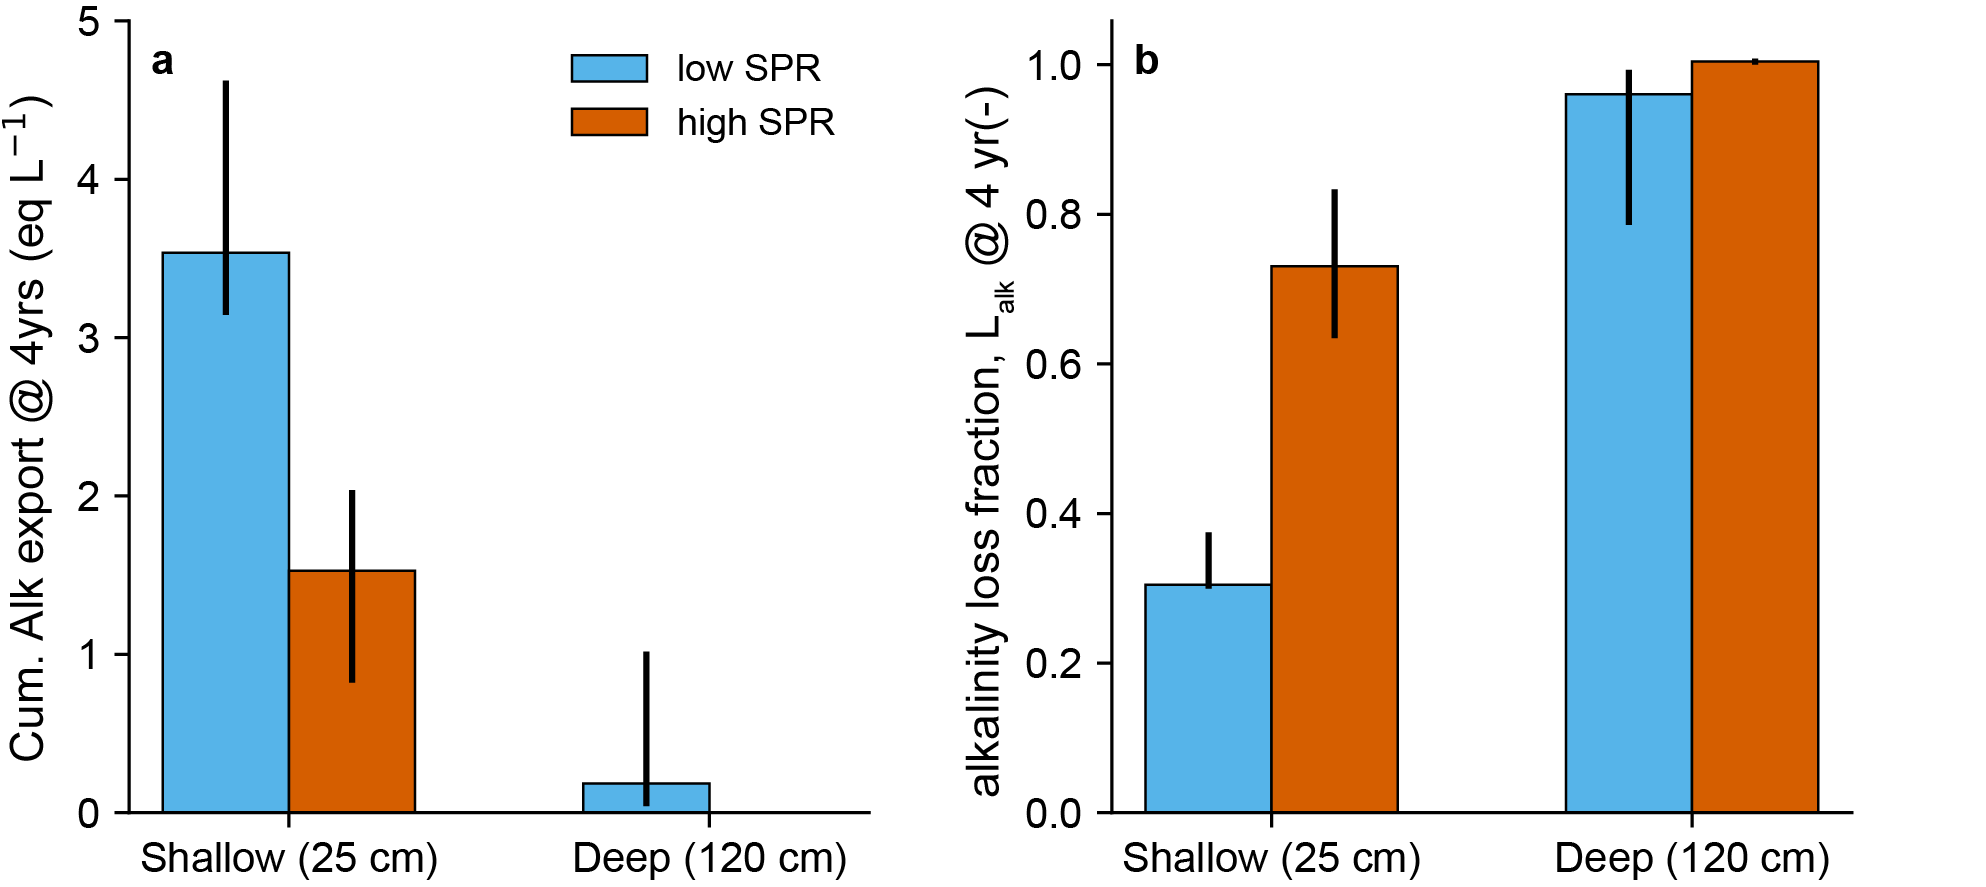 a
low SPR
high SPR
Cum. Alk export @ 4yrs (eq L⁻¹)
5
4
3
2
1
0
Shallow (25 cm)
Deep (120 cm)
b
alkalinity loss fraction, Lalk @ 4 yr(-)
1.0
0.8
0.6
0.4
0.2
0.0
Shallow (25 cm)
Deep (120 cm)